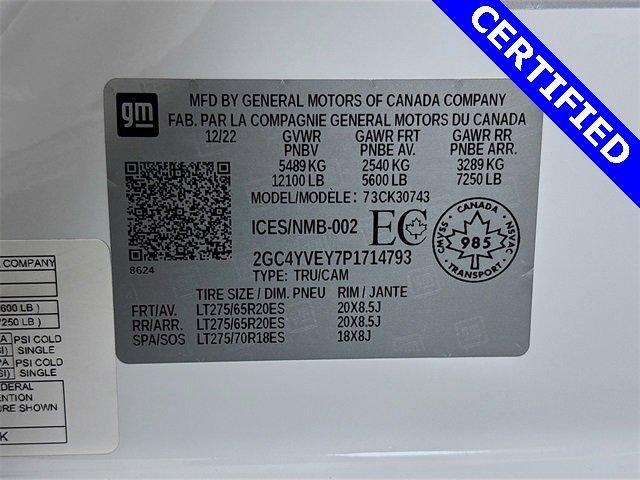 CERTIFIED
gm
MFD BY GENERAL MOTORS OF CANADA COMPANY
FAB. PAR LA COMPAGNIE GENERAL MOTORS DU CANADA
12/22 GVWR GAWR FRT GAWR RR
PNBV PNBE AV. PNBE ARR.
5489 KG 2540 KG 3289 KG
12100 LB 5600 LB 7250 LB
MODEL/MODÈLE: 73CK30743
ICES/NMB-002 EC
CANADA
CMVSS 985 NSVAC
TRANSPORT
2GC4YVEY7P1714793
TYPE: TRU/CAM
8624
TIRE SIZE / DIM. PNEU RIM / JANTE
FRT/AV. LT275/65R20ES 20X8.5J
RR/ARR. LT275/65R20ES 20X8.5J
SPA/SOS LT275/70R18ES 18X8J
COMPANY
600 LB )
250 LB )
A PSI COLD
SI) SINGLE
PA PSI COLD
SI) SINGLE
DERAL
ENTION
URE SHOWN
K